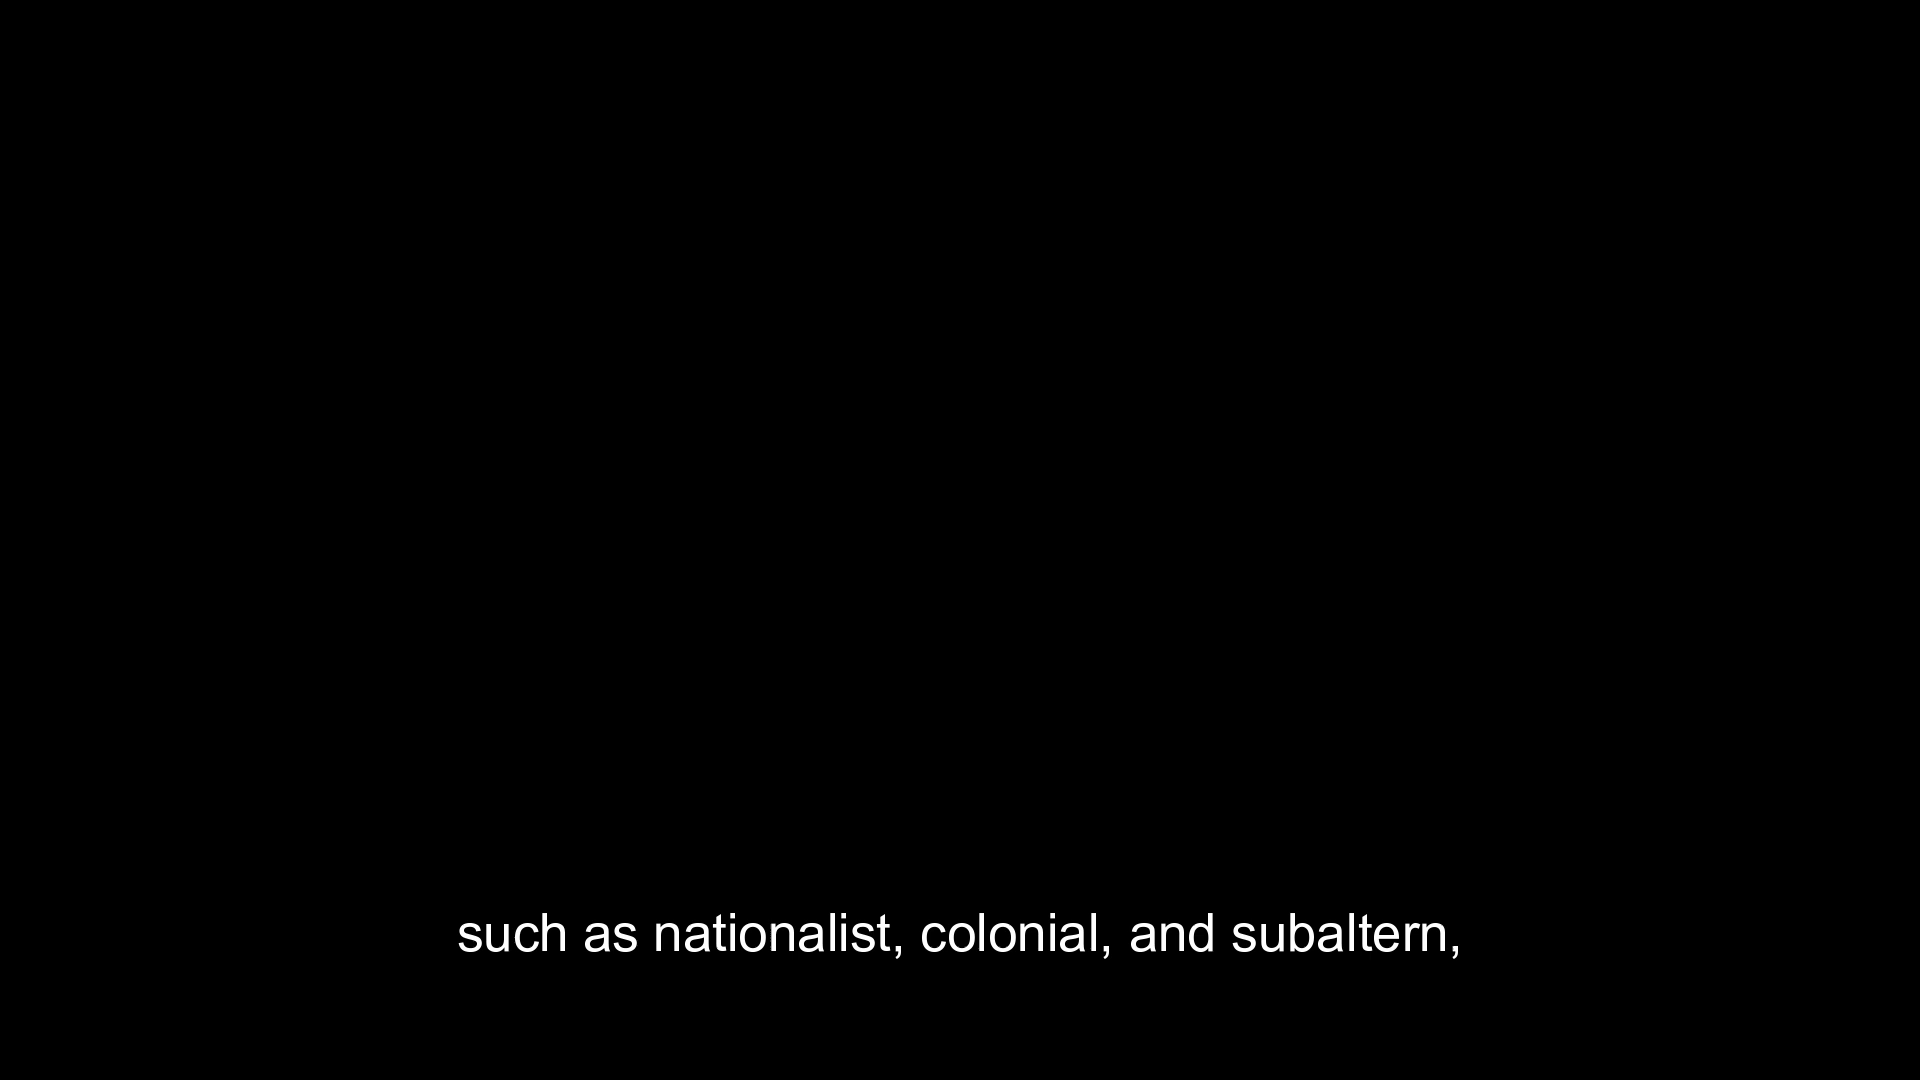 such as nationalist, colonial, and subaltern,